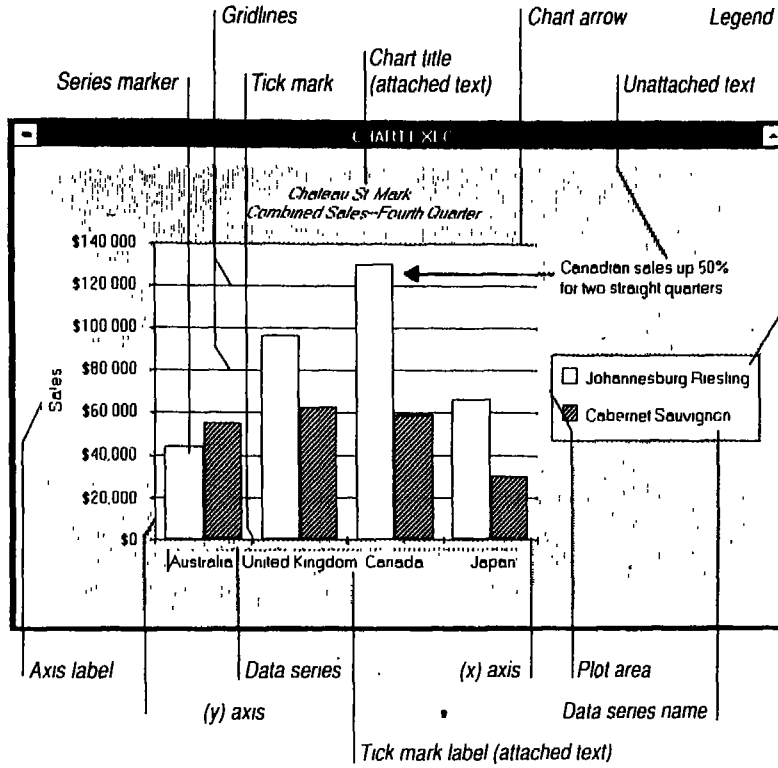 Gridlines
Chart arrow
Legend
Chart title
(attached text)
Series marker
Tick mark
Unattached text
Chateau St Mark
Combined Sales--Fourth Quarter
$140 000
$120 000
$100 000
$80 000
$60 000
$40,000
$20,000
$0
Sales
Canadian sales up 50%
for two straight quarters
Johannesburg Riesling
Cabernet Sauvignon
Australia
United Kingdom
Canada
Japan
Axis label
Data series
(x) axis
Plot area
(y) axis
Data series name
Tick mark label (attached text)